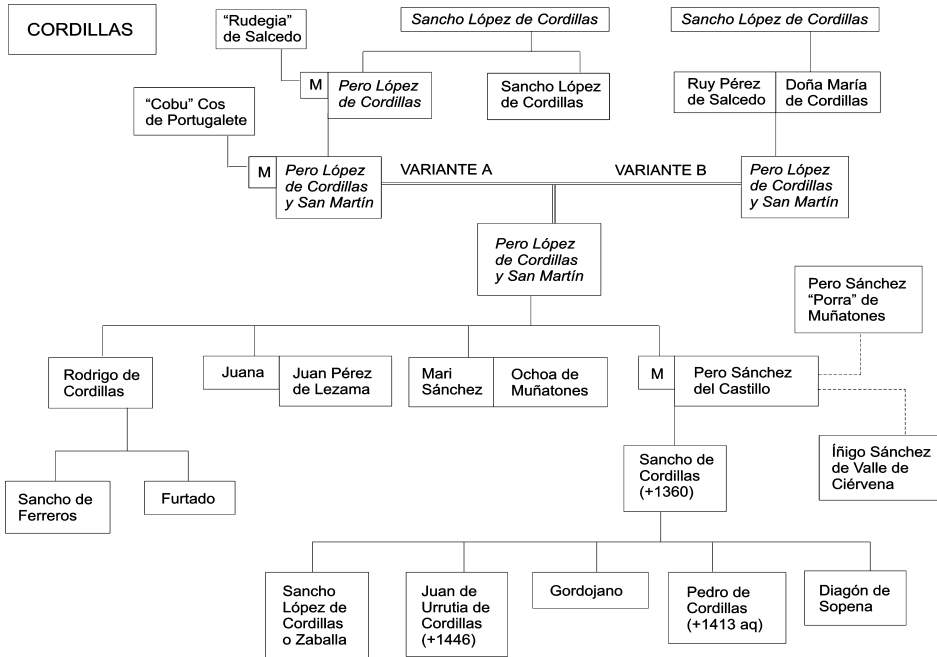 CORDILLAS
“Rudegia”
de Salcedo
Sancho López de Cordillas
Sancho López de Cordillas
M
Pero López
de Cordillas
Sancho López
de Cordillas
Ruy Pérez
de Salcedo
Doña María
de Cordillas
“Cobu” Cos
de Portugalete
M
Pero López
de Cordillas
y San Martín
VARIANTE A
VARIANTE B
Pero López
de Cordillas
y San Martín
Pero López
de Cordillas
y San Martín
Pero Sánchez
“Porra” de
Muñatones
Rodrigo de
Cordillas
Juana
Juan Pérez
de Lezama
Mari
Sánchez
Ochoa de
Muñatones
M
Pero Sánchez
del Castillo
Íñigo Sánchez
de Valle de
Ciérvena
Sancho de
Ferreros
Furtado
Sancho de
Cordillas
(+1360)
Sancho
López de
Cordillas
o Zaballa
Juan de
Urrutia de
Cordillas
(+1446)
Gordojano
Pedro de
Cordillas
(+1413 aq)
Diagón de
Sopena